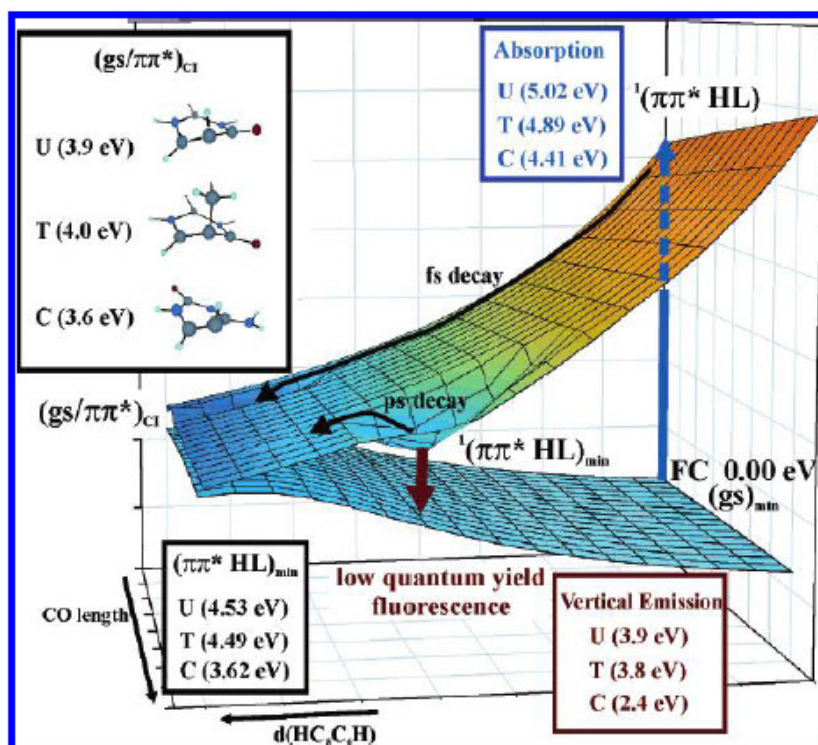 (gs/ππ*)CI
U (3.9 eV)
T (4.0 eV)
C (3.6 eV)
Absorption
U (5.02 eV)
T (4.89 eV)
C (4.41 eV)
¹(ππ* HL)
fs decay
ps decay
(gs/ππ*)CI
¹(ππ* HL)min
FC 0.00 eV
(gs)min
(ππ* HL)min
U (4.53 eV)
T (4.49 eV)
C (3.62 eV)
low quantum yield
fluorescence
Vertical Emission
U (3.9 eV)
T (3.8 eV)
C (2.4 eV)
CO length